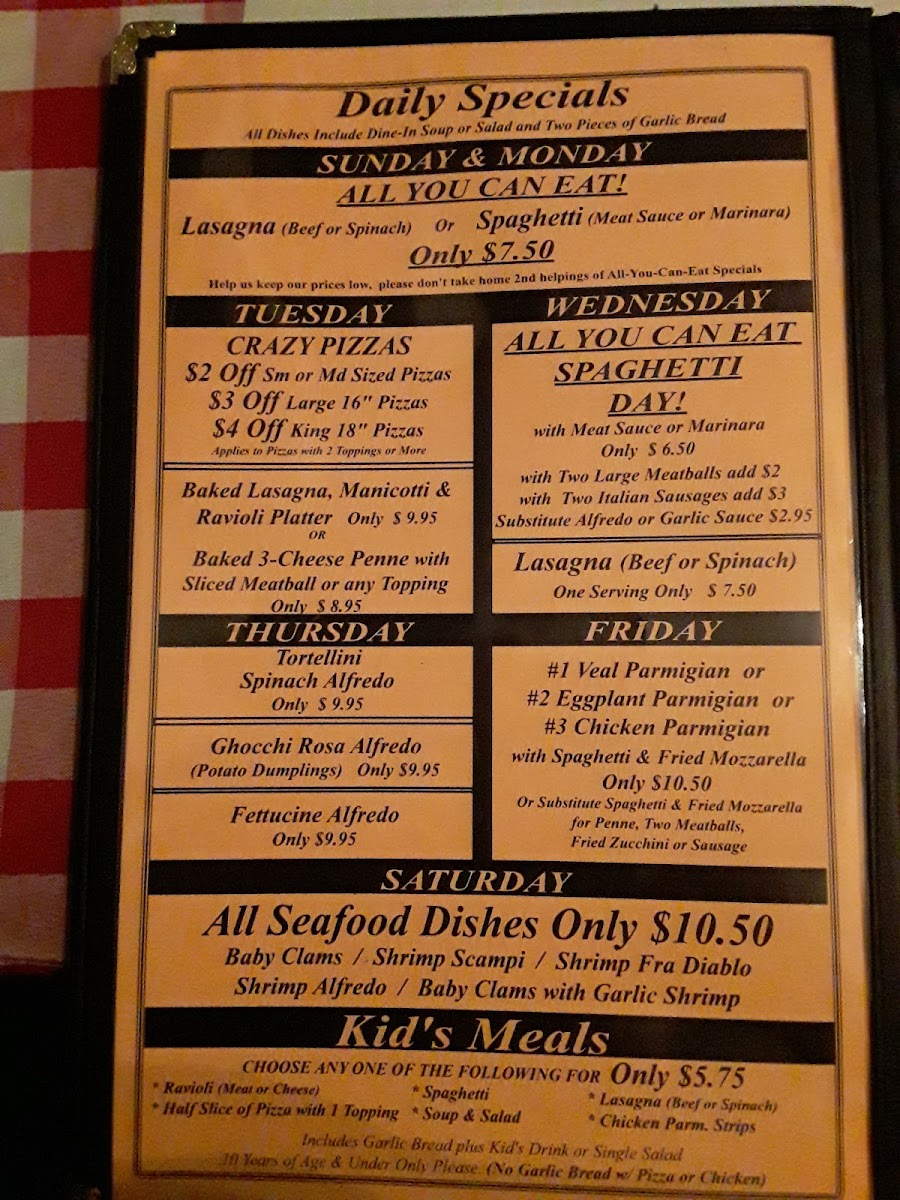 Daily Specials
All Dishes Include Dine-In Soup or Salad and Two Pieces of Garlic Bread
SUNDAY & MONDAY
ALL YOU CAN EAT!
Lasagna (Beef or Spinach) Or Spaghetti (Meat Sauce or Marinara)
Only $7.50
Help us keep our prices low, please don't take home 2nd helpings of All-You-Can-Eat Specials
TUESDAY
CRAZY PIZZAS
$2 Off Sm or Md Sized Pizzas
$3 Off Large 16" Pizzas
$4 Off King 18" Pizzas
Applies to Pizzas with 2 Toppings or More
Baked Lasagna, Manicotti &
Ravioli Platter Only $ 9.95
OR
Baked 3-Cheese Penne with
Sliced Meatball or any Topping
Only $ 8.95
WEDNESDAY
ALL YOU CAN EAT
SPAGHETTI
DAY!
with Meat Sauce or Marinara
Only $ 6.50
with Two Large Meatballs add $2
with Two Italian Sausages add $3
Substitute Alfredo or Garlic Sauce $2.95
Lasagna (Beef or Spinach)
One Serving Only $ 7.50
THURSDAY
Tortellini
Spinach Alfredo
Only $ 9.95
Ghocchi Rosa Alfredo
(Potato Dumplings) Only $9.95
Fettucine Alfredo
Only $9.95
FRIDAY
#1 Veal Parmigian or
#2 Eggplant Parmigian or
#3 Chicken Parmigian
with Spaghetti & Fried Mozzarella
Only $10.50
Or Substitute Spaghetti & Fried Mozzarella
for Penne, Two Meatballs,
Fried Zucchini or Sausage
SATURDAY
All Seafood Dishes Only $10.50
Baby Clams / Shrimp Scampi / Shrimp Fra Diablo
Shrimp Alfredo / Baby Clams with Garlic Shrimp
Kid's Meals
CHOOSE ANY ONE OF THE FOLLOWING FOR Only $5.75
* Ravioli (Meat or Cheese) * Spaghetti * Lasagna (Beef or Spinach)
* Half Slice of Pizza with 1 Topping * Soup & Salad * Chicken Parm. Strips
Includes Garlic Bread plus Kid's Drink or Single Salad
10 Years of Age & Under Only Please. (No Garlic Bread w/ Pizza or Chicken)